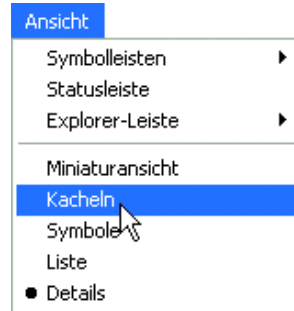 Ansicht
Symbolleisten
Statusleiste
Explorer-Leiste
Miniaturansicht
Kacheln
Symbole
Liste
Details